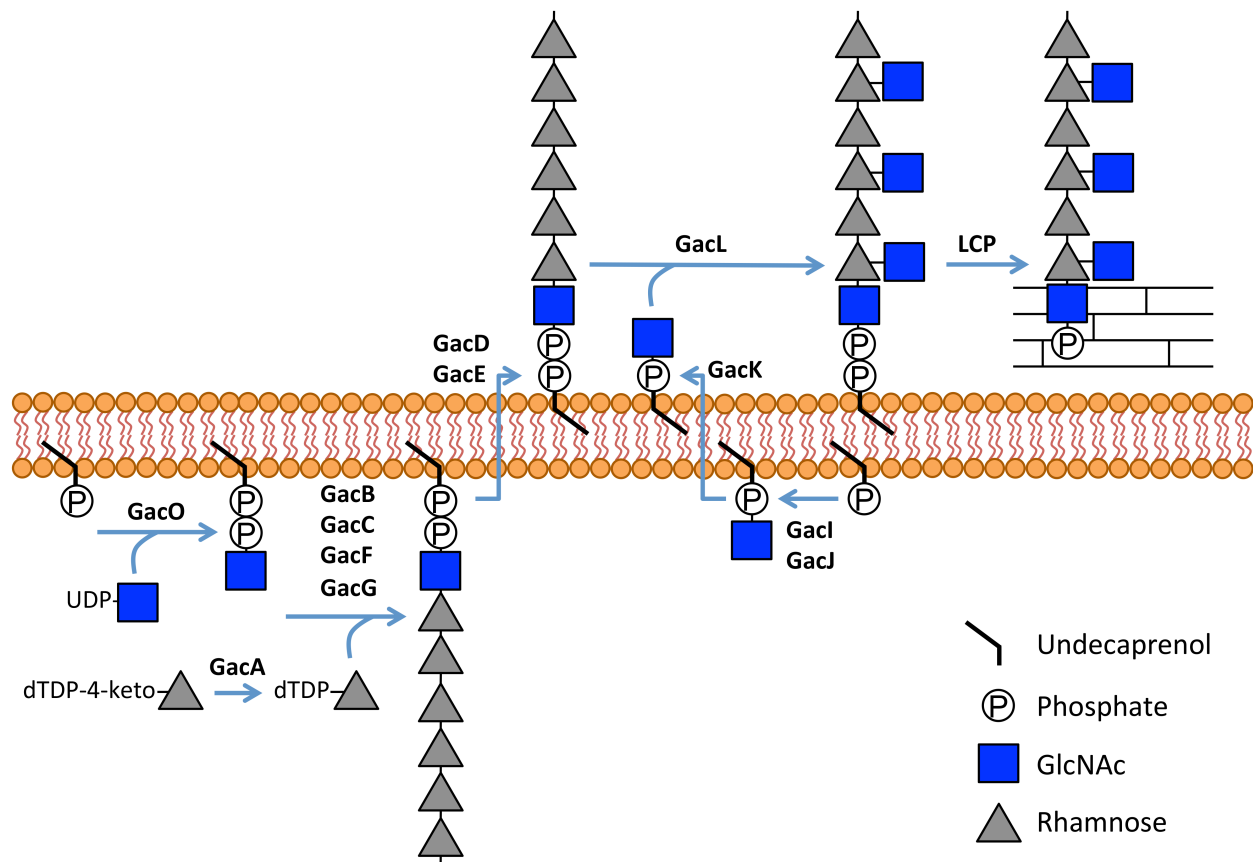 GacL
LCP
GacD
GacE
P
P
P
GacK
P
P
P
P
P
P
P
P
P
P
P
GacO
GacB
GacC
GacF
GacG
GacI
GacJ
UDP
GacA
dTDP-4-keto
dTDP
Undecaprenol
P
Phosphate
GlcNAc
Rhamnose